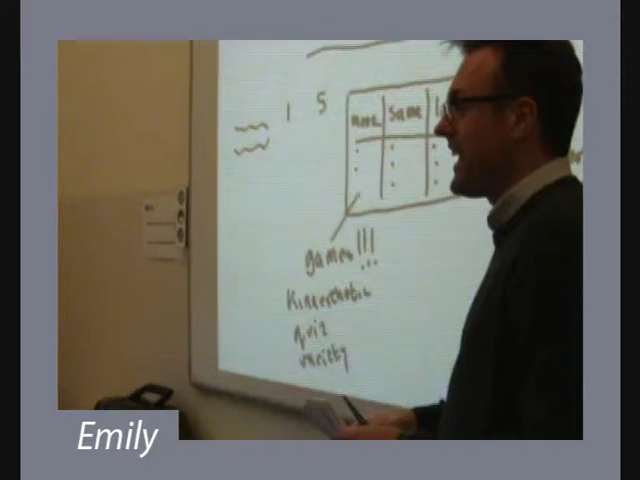 1 5
more same
games!!!
Kinaesthetic
quiz
variety
Emily